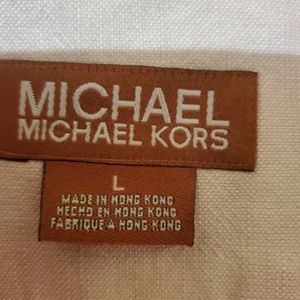 MICHAEL
MICHAEL KORS
L
MADE IN HONG KONG
HECHO EN HONG KONG
FABRIQUE A HONG KONG